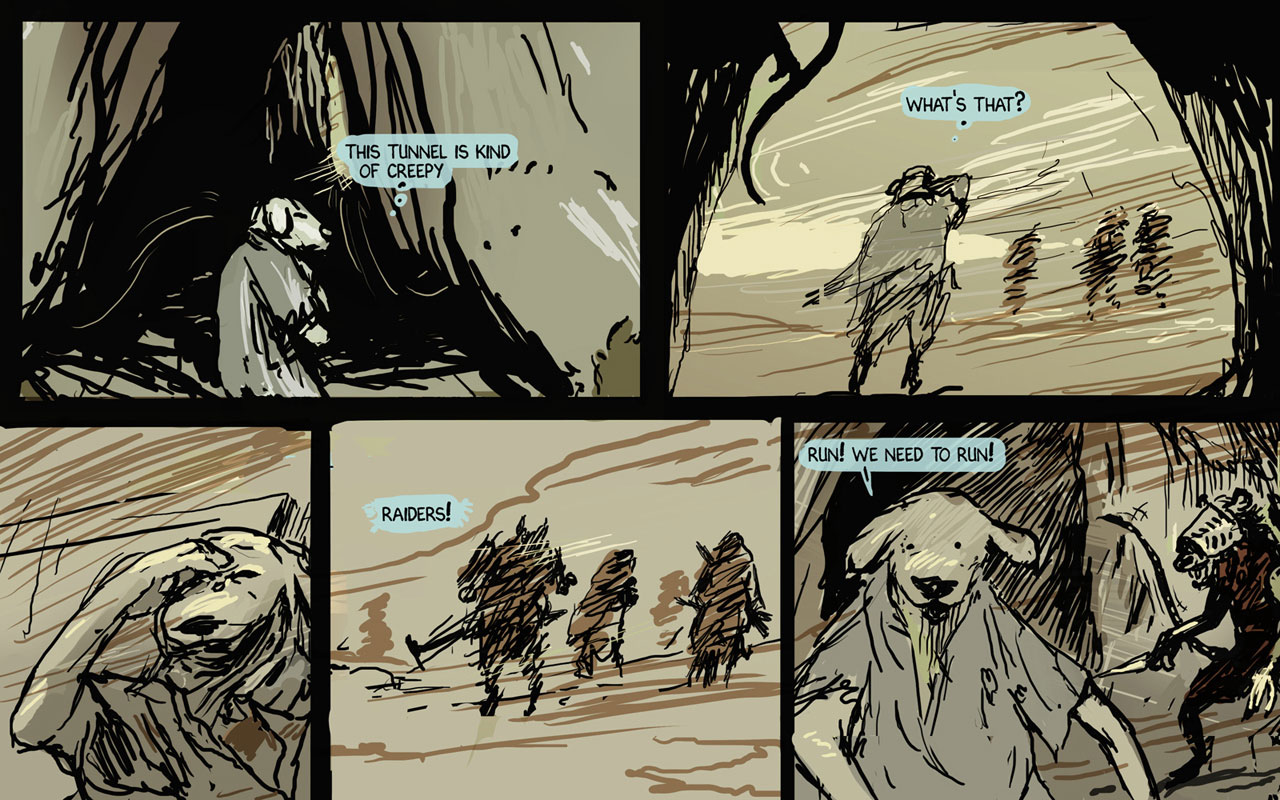 THIS TUNNEL IS KIND
OF CREEPY
WHAT'S THAT?
RAIDERS!
RUN! WE NEED TO RUN!